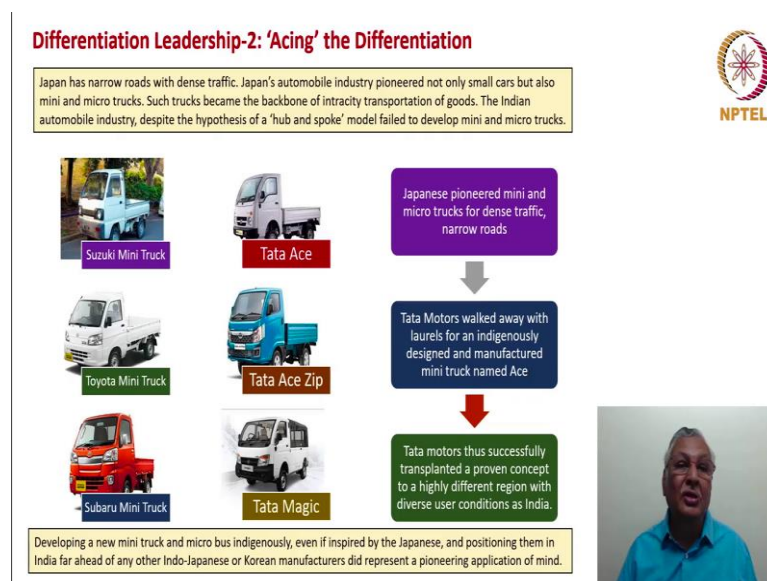 Differentiation Leadership-2: 'Acing' the Differentiation
NPTEL
Japan has narrow roads with dense traffic. Japan's automobile industry pioneered not only small cars but also
mini and micro trucks. Such trucks became the backbone of intracity transportation of goods. The Indian
automobile industry, despite the hypothesis of a 'hub and spoke' model failed to develop mini and micro trucks.
Suzuki Mini Truck
Tata Ace
Toyota Mini Truck
Tata Ace Zip
Subaru Mini Truck
Tata Magic
Japanese pioneered mini and
micro trucks for dense traffic,
narrow roads
Tata Motors walked away with
laurels for an indigenously
designed and manufactured
mini truck named Ace
Tata motors thus successfully
transplanted a proven concept
to a highly different region with
diverse user conditions as India.
Developing a new mini truck and micro bus indigenously, even if inspired by the Japanese, and positioning them in
India far ahead of any other Indo-Japanese or Korean manufacturers did represent a pioneering application of mind.